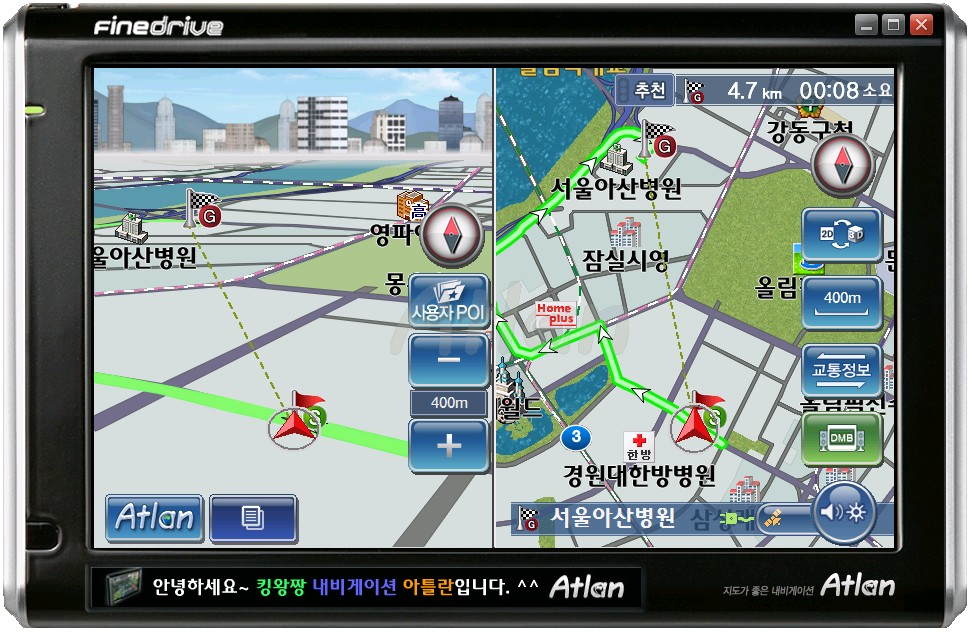 finedrive
추천 G 4.7 km 00:08 소요
강동구청
G
서울아산병원
잠실시영
2D 3D
올림
400m
Home plus
교통정보
월드
S
3
한방
DMB
경원대한방병원
G 서울아산병원
G
高
울아산병원
영파
몽
사용자 POI
400m
S
Atlan
안녕하세요~ 킹왕짱 내비게이션 아틀란입니다. ^^ Atlan
지도가 좋은 내비게이션 Atlan